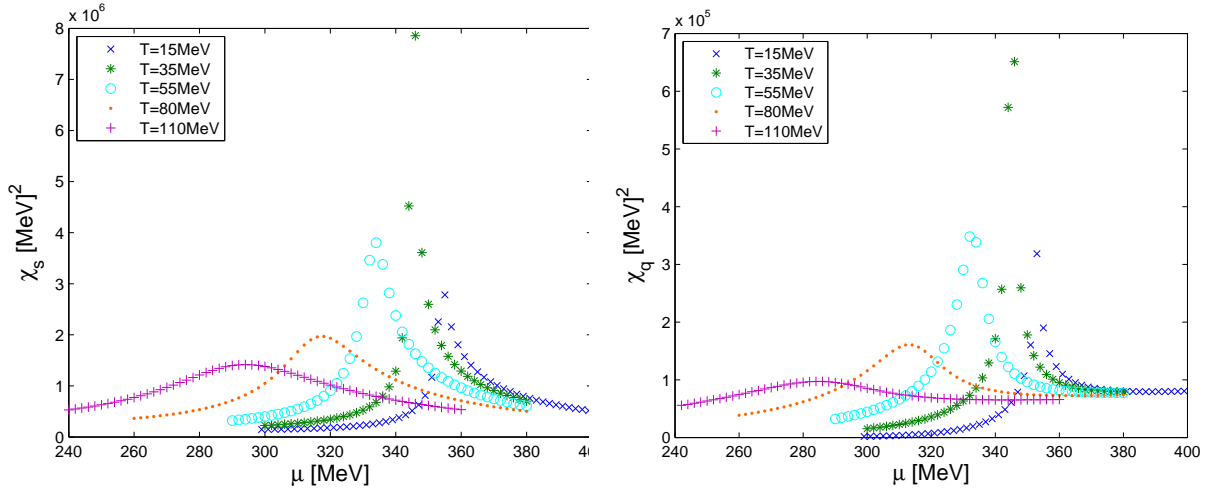 x 10^6
8
7
6
5
4
3
2
1
0
χ_s [MeV]^2
T=15MeV
T=35MeV
T=55MeV
T=80MeV
T=110MeV
240 260 280 300 320 340 360 380
μ [MeV]
x 10^5
7
6
5
4
3
2
1
0
χ_q [MeV]^2
T=15MeV
T=35MeV
T=55MeV
T=80MeV
T=110MeV
240 260 280 300 320 340 360 380 400
μ [MeV]